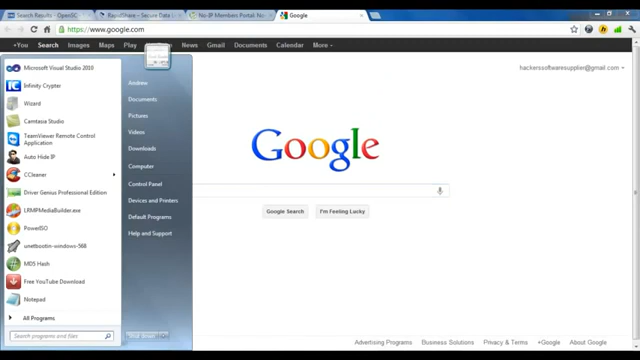 Search Results - OpenSC
RapidShare - Secure Data
No-IP Members Portal: No
Google
https://www.google.com
+You Search Images Maps Play News Gmail Documents Calendar More
hackerssoftwaresupplier@gmail.com
Microsoft Visual Studio 2010
Infinity Crypter
Wizard
Camtasia Studio
TeamViewer Remote Control
Application
Auto Hide IP
CCleaner
Driver Genius Professional Edition
LRMPMediaBuilder.exe
PowerISO
unetbootin-windows-568
MD5 Hash
Free YouTube Download
Notepad
All Programs
Search programs and files
Andrew
Documents
Pictures
Videos
Downloads
Computer
Control Panel
Devices and Printers
Default Programs
Help and Support
Google
Google Search
I'm Feeling Lucky
Advertising Programs Business Solutions Privacy & Terms +Google About Google